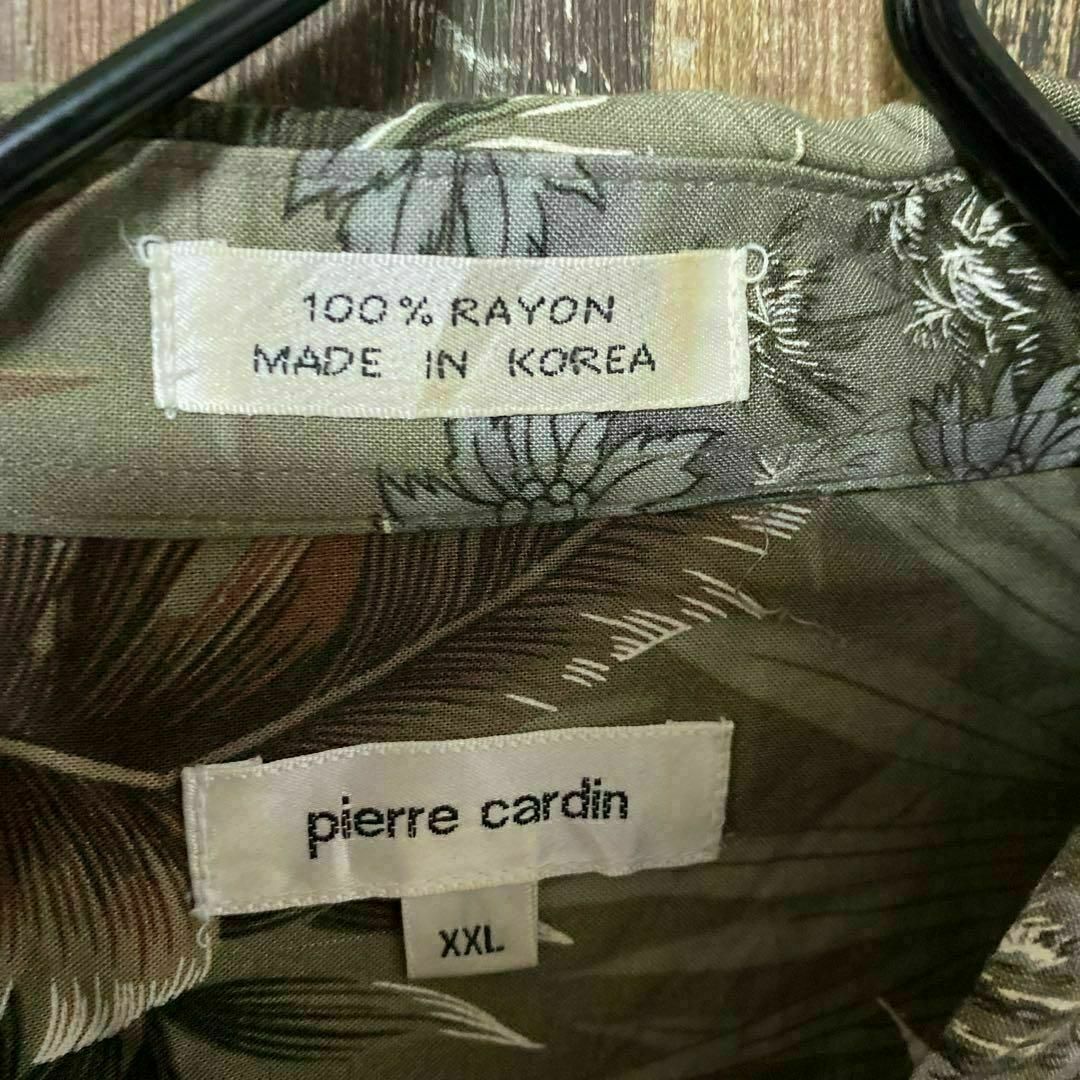 100% RAYON
MADE IN KOREA
pierre cardin
XXL